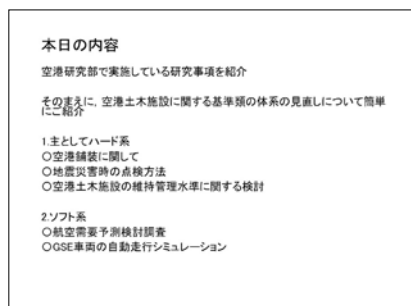 本日の内容
空港研究部で実施している研究事項を紹介
そのまえに，空港土木施設に関する基準類の体系の見直しについて簡単
にご紹介
1.主としてハード系
○空港舗装に関して
○地震災害時の点検方法
○空港土木施設の維持管理水準に関する検討
2.ソフト系
○航空需要予測検討調査
○GSE車両の自動走行シミュレーション